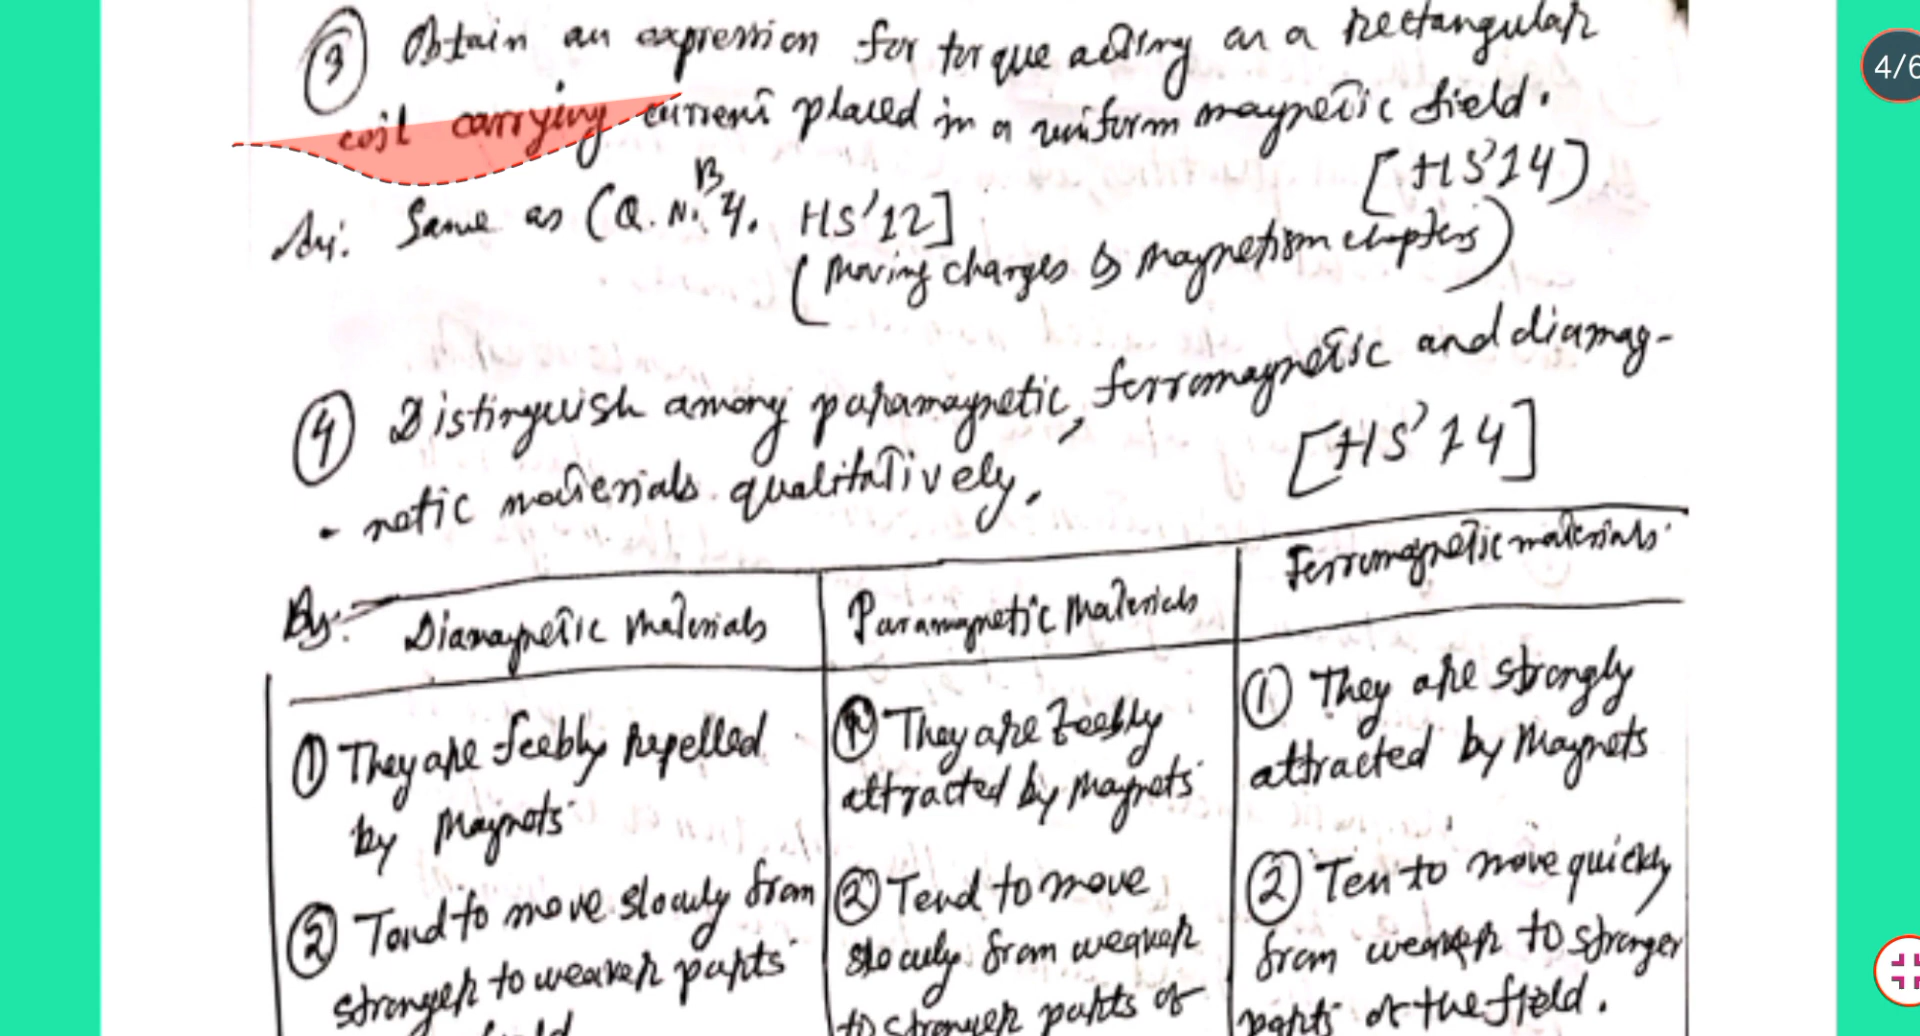 4/6
③ Obtain an expression for torque acting on a rectangular
coil carrying current placed in a uniform magnetic field.
[HS'14)
Ans: Same as (Q.N.B 4. HS'12]
(Moving charges & magnetism chapters)
④ Distinguish among paramagnetic, ferromagnetic and diamag-
- netic materials qualitatively.
[HS'14]
Diamagnetic Materials
Paramagnetic Materials
Ferromagnetic materials
① They are feebly repelled
by Magnets
② Tend to move slowly from
stronger to weaker parts
① They are feebly
attracted by Magnets
② Tend to move
slowly from weaker
to stronger parts of
① They are strongly
attracted by Magnets
② Ten to move quickly
from weaker to stronger
parts of the field.